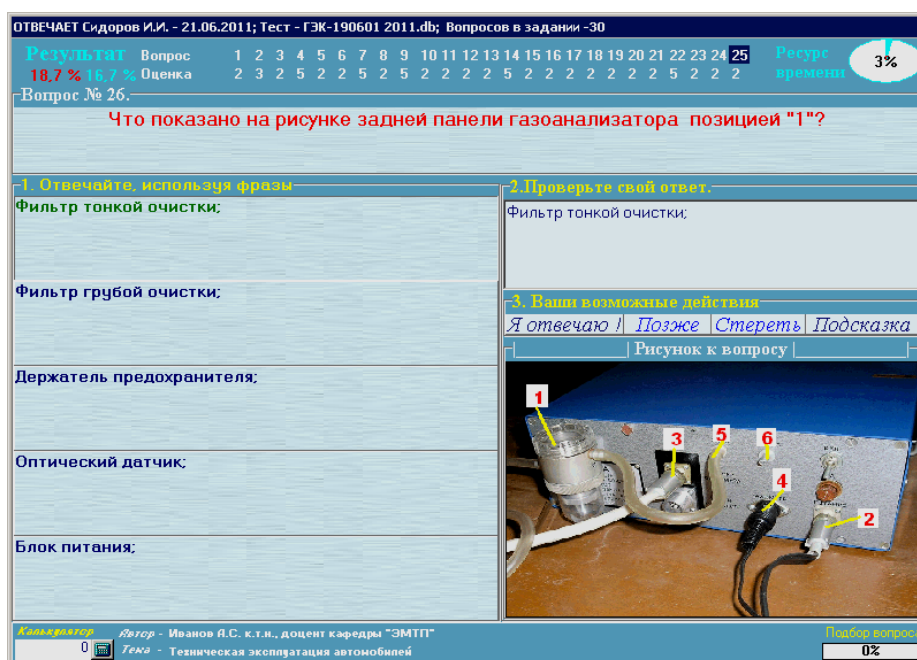 ОТВЕЧАЕТ Сидоров И.И. - 21.06.2011; Тест - ГЭК-190601 2011.db; Вопросов в задании -30
Результат Вопрос 1 2 3 4 5 6 7 8 9 10 11 12 13 14 15 16 17 18 19 20 21 22 23 24 25 Ресурс времени 3%
18,7 % 16,7 % Оценка 2 3 2 5 2 2 5 2 5 2 2 2 2 5 2 2 2 2 2 2 2 5 2 2 2
Вопрос № 26.
Что показано на рисунке задней панели газоанализатора позицией "1"?
1. Отвечайте, используя фразы
Фильтр тонкой очистки;
Фильтр грубой очистки;
Держатель предохранителя;
Оптический датчик;
Блок питания;
2.Проверьте свой ответ.
Фильтр тонкой очистки;
3. Ваши возможные действия
Я отвечаю ! Позже Стереть Подсказка
Рисунок к вопросу
1
3
5
6
4
2
Калькулятор
0
Автор - Иванов А.С. к.т.н., доцент кафедры "ЭМТП"
Тема - Техническая эксплуатация автомобилей
Подбор вопроса
0%